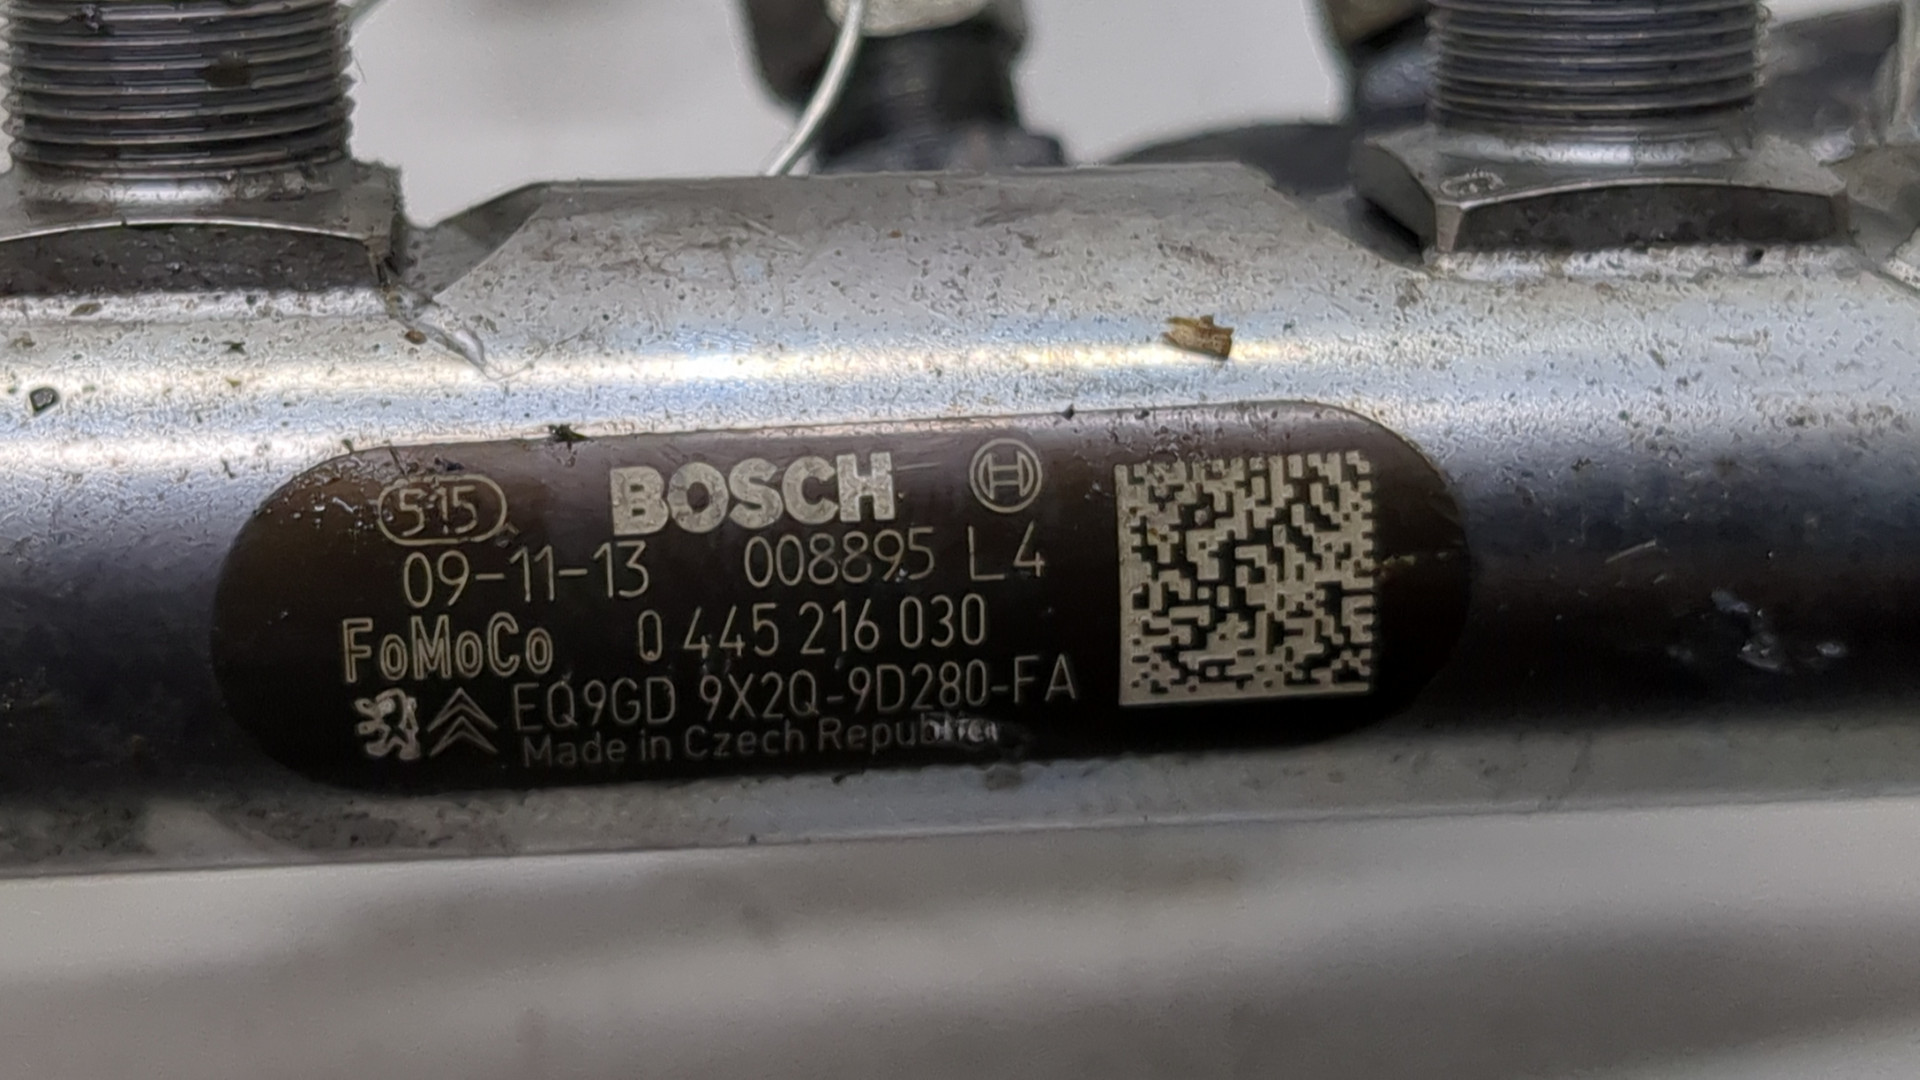 515 BOSCH
09-11-13 008895 L4
FoMoCo 0 445 216 030
EQ9GD 9X2Q-9D280-FA
Made in Czech Republic